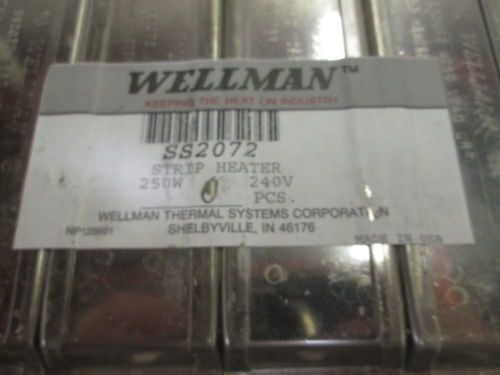 WELLMAN™
KEEPING THE HEAT ON INDUSTRY
SS2072
STRIP HEATER
250W 240V
PCS.
WELLMAN THERMAL SYSTEMS CORPORATION
SHELBYVILLE, IN 46176
NP128601
MADE IN USA